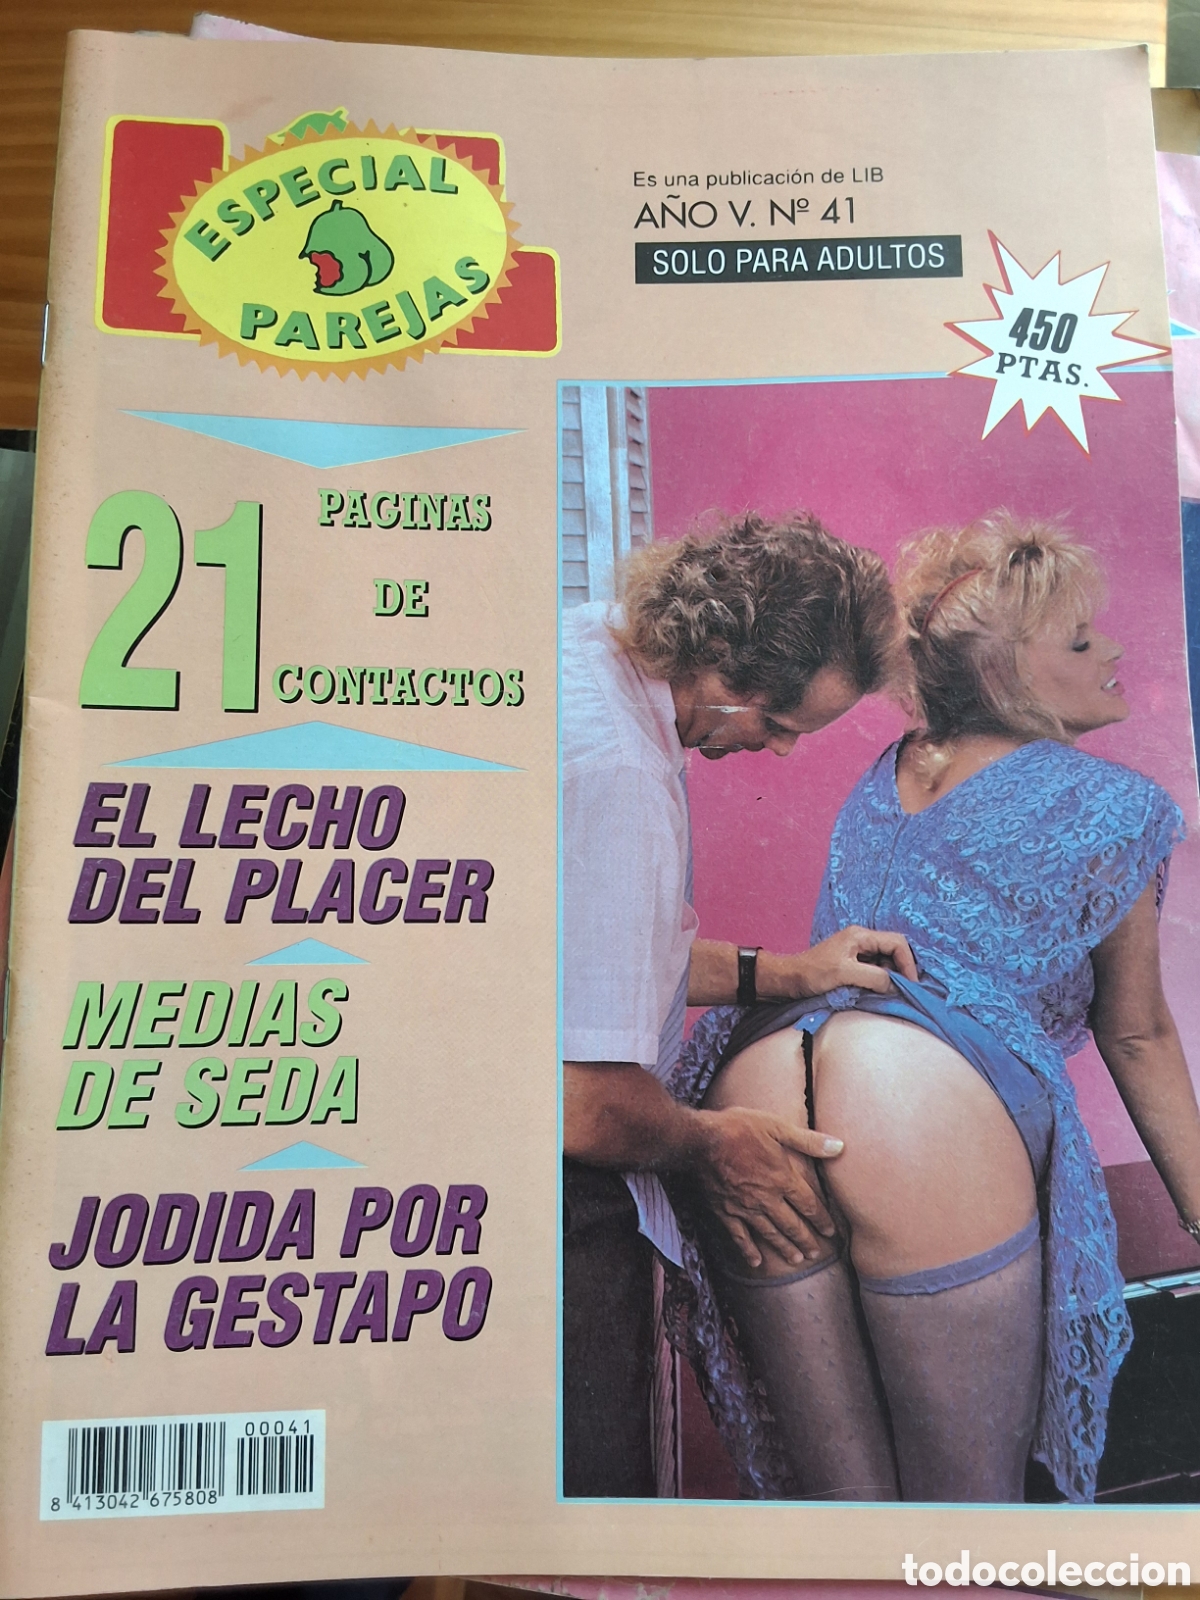 ESPECIAL
PAREJAS
Es una publicación de LIB
AÑO V. Nº 41
SOLO PARA ADULTOS
450
PTAS.
21
PAGINAS
DE
CONTACTOS
EL LECHO
DEL PLACER
MEDIAS
DE SEDA
JODIDA POR
LA GESTAPO
00041
8 413042 675808
todocoleccion